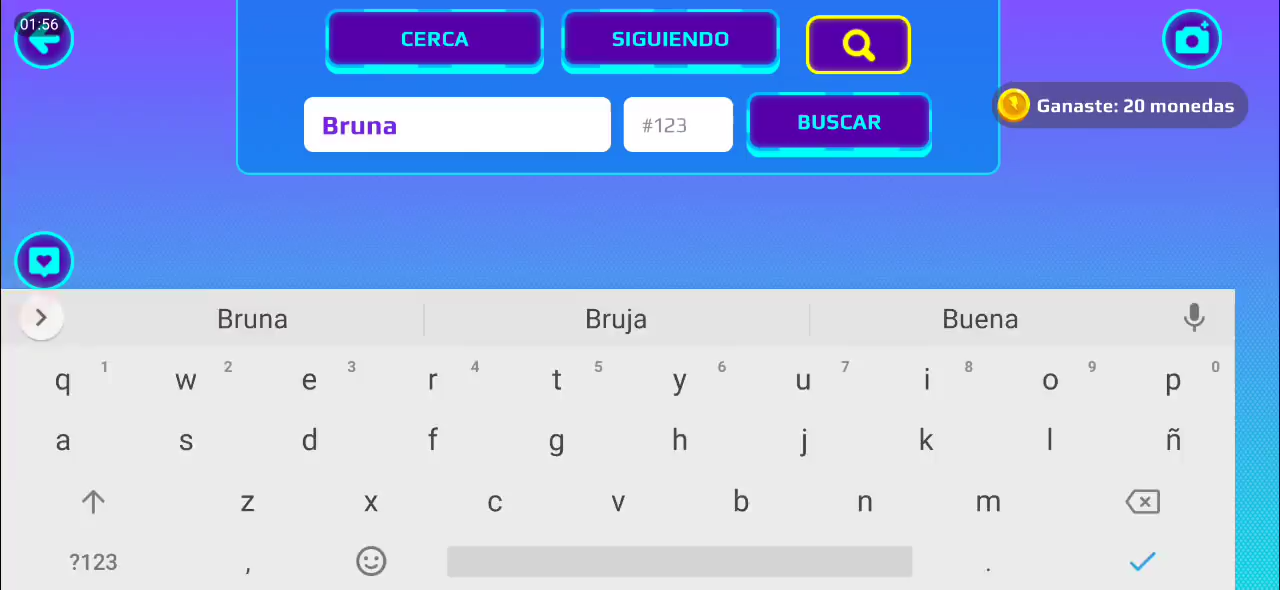 01:56
CERCA SIGUIENDO
Ganaste: 20 monedas
Bruna #123 BUSCAR
Bruna Bruja Buena
1 2 3 4 5 6 7 8 9 0
q w e r t y u i o p
a s d f g h j k l ñ
z x c v b n m
?123 , .